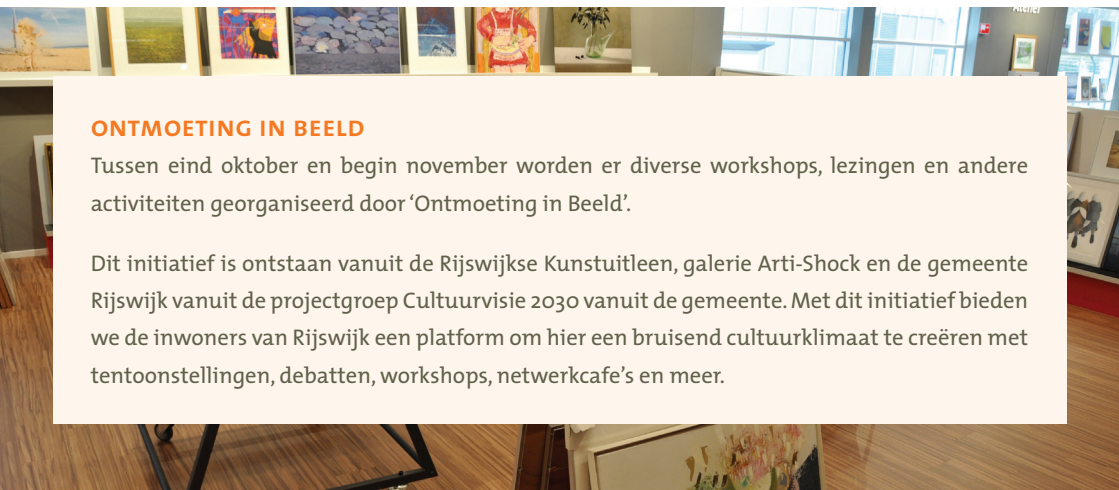 Atelier
ONTMOETING IN BEELD
Tussen eind oktober en begin november worden er diverse workshops, lezingen en andere
activiteiten georganiseerd door ‘Ontmoeting in Beeld’.
Dit initiatief is ontstaan vanuit de Rijswijkse Kunstuitleen, galerie Arti-Shock en de gemeente
Rijswijk vanuit de projectgroep Cultuurvisie 2030 vanuit de gemeente. Met dit initiatief bieden
we de inwoners van Rijswijk een platform om hier een bruisend cultuurklimaat te creëren met
tentoonstellingen, debatten, workshops, netwerkcafe’s en meer.